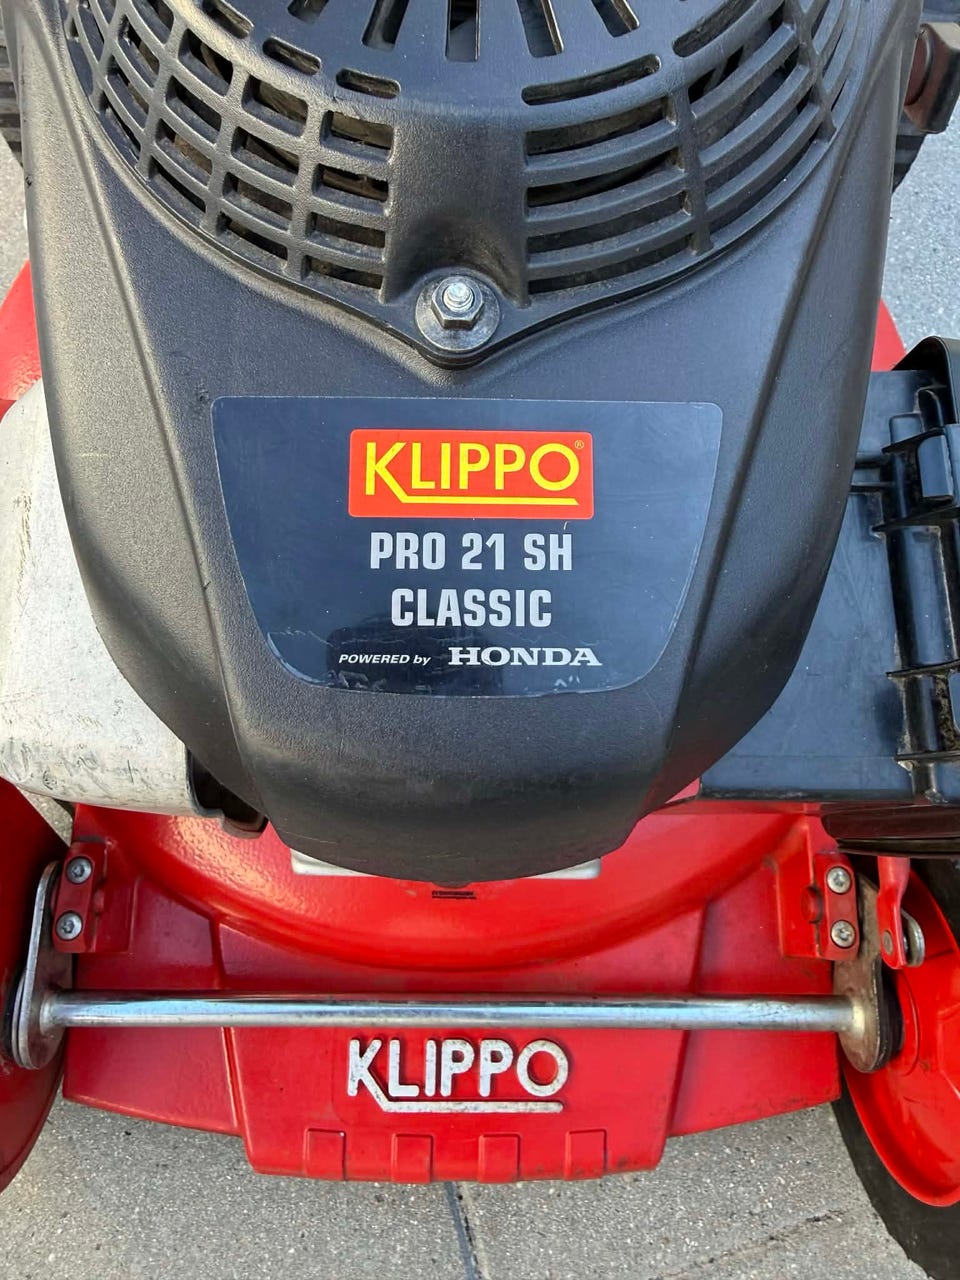 KLIPPO®
PRO 21 SH
CLASSIC
POWERED by HONDA
KLIPPO